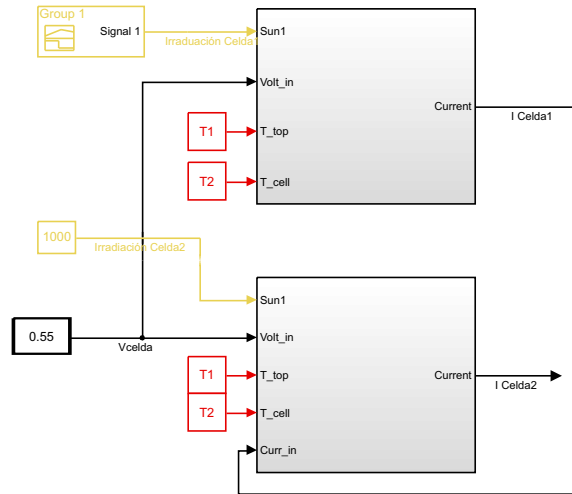 Group 1
Signal 1
Irraduación Celda1
Sun1
Volt_in
T1
T_top
T2
T_cell
Current
I Celda1
1000
Irradiación Celda2
Sun1
0.55
Vcelda
Volt_in
T1
T_top
T2
T_cell
Curr_in
Current
I Celda2